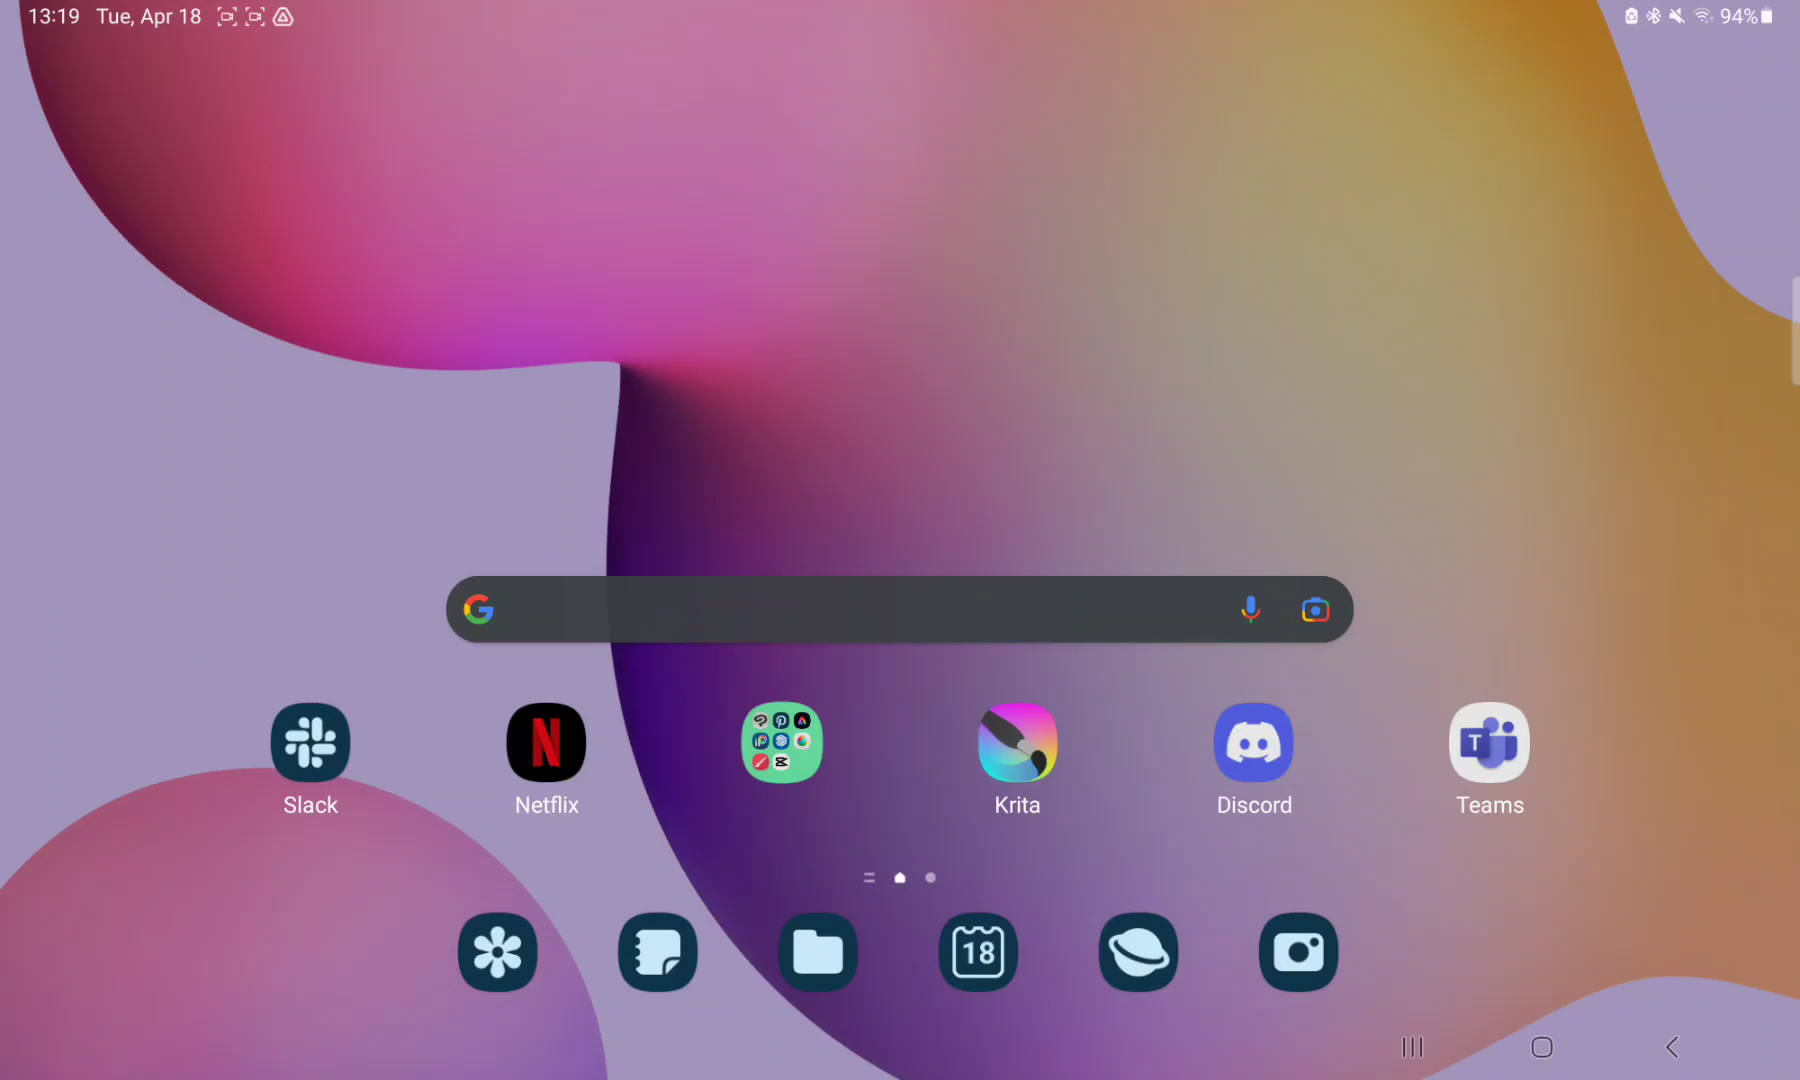 13:19 Tue, Apr 18
94%
Slack
Netflix
Krita
Discord
T
Teams
18